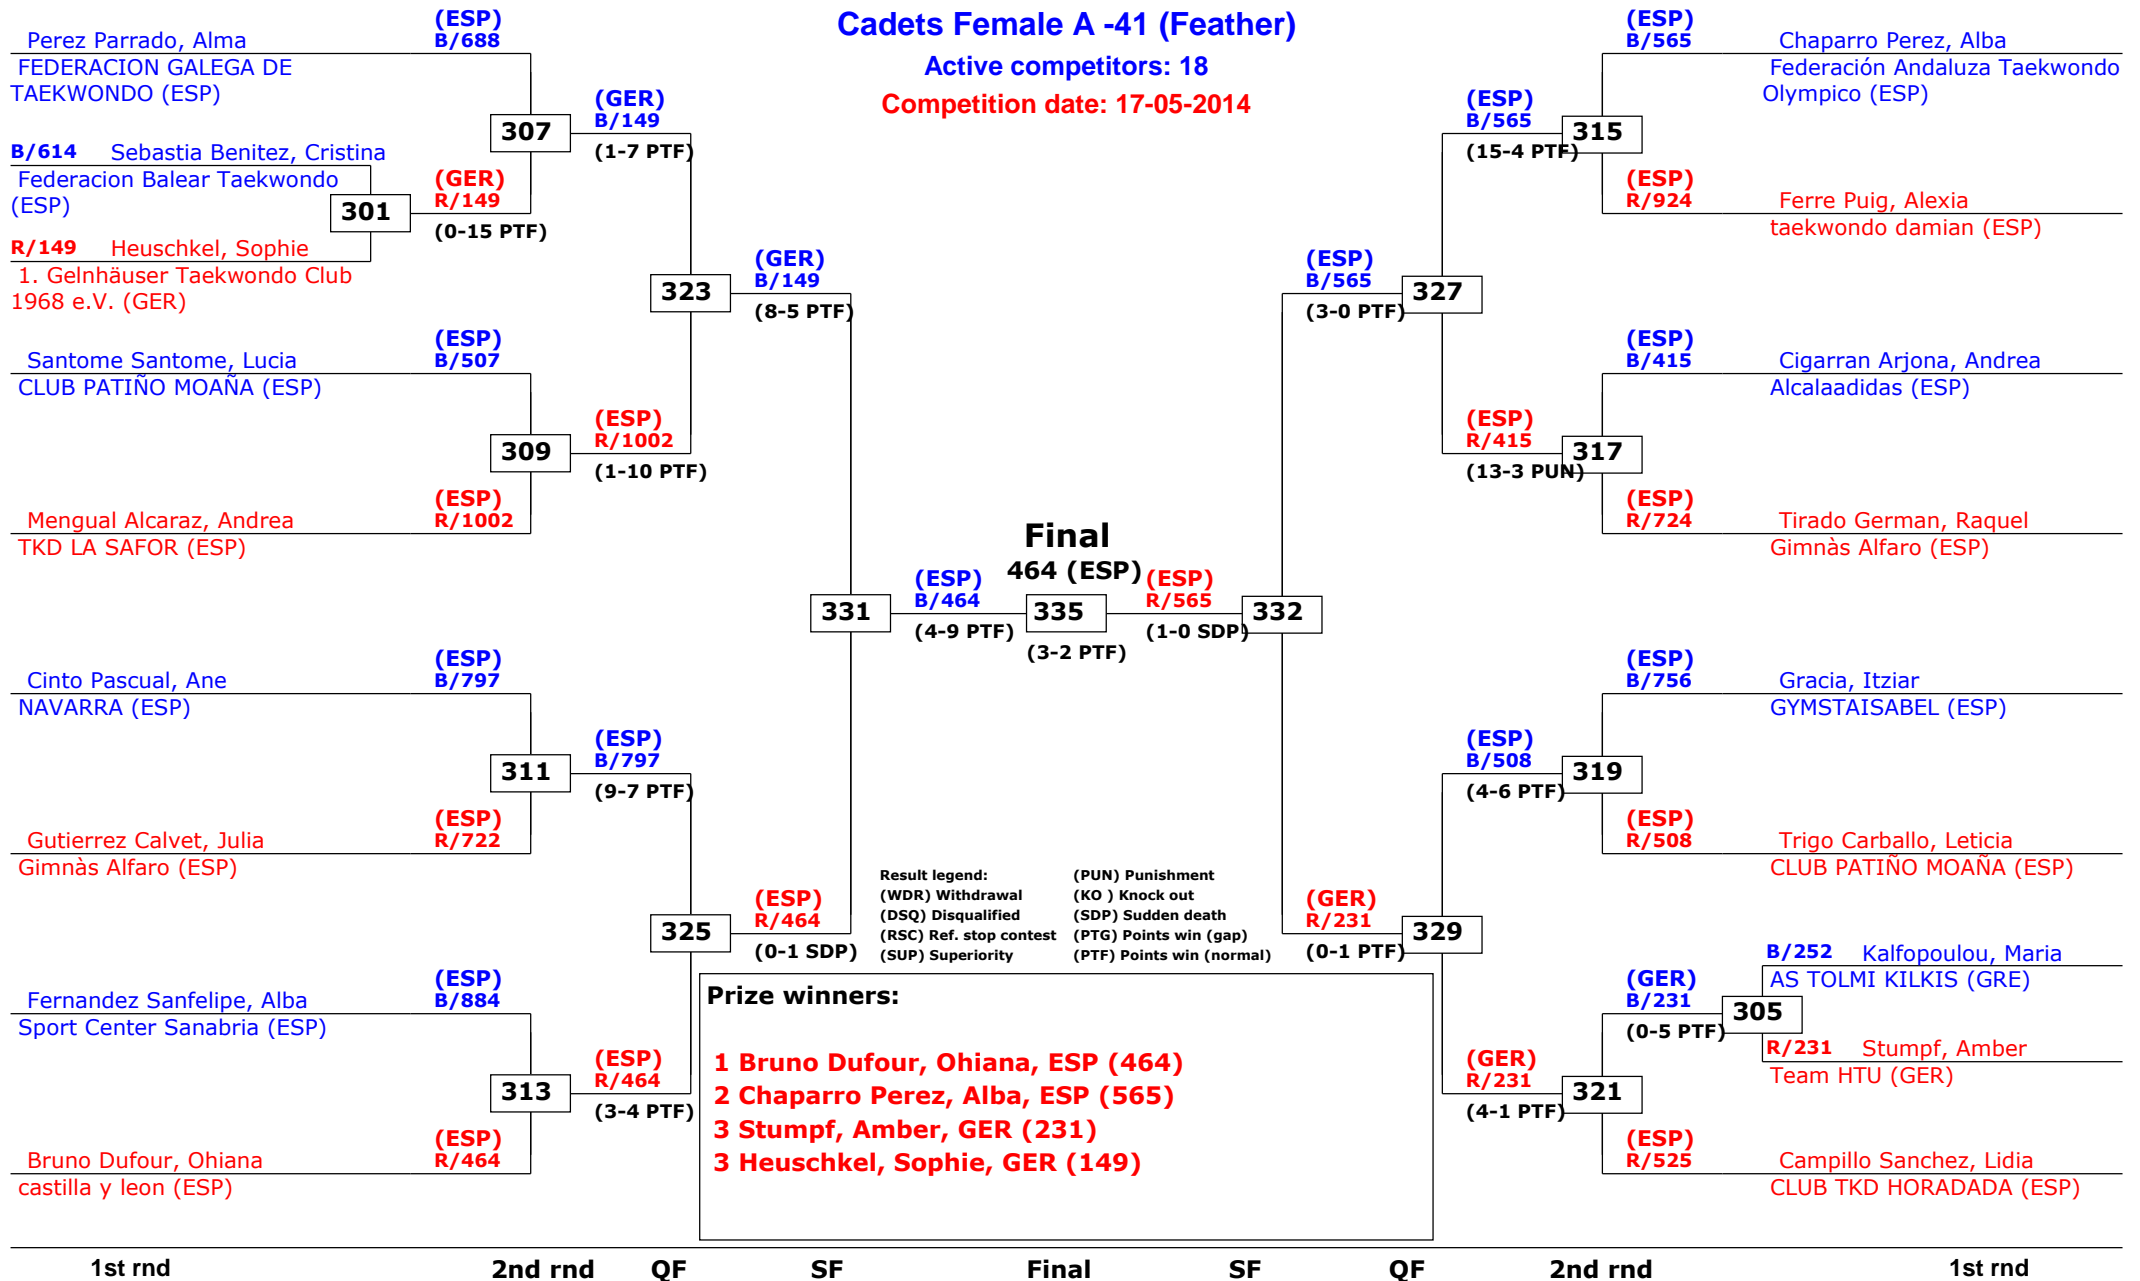 Cadets Female A -41 (Feather)
Active competitors: 18
Competition date: 17-05-2014
Perez Parrado, Alma
FEDERACION GALEGA DE
TAEKWONDO (ESP)
(ESP)
B/688
B/614 Sebastia Benitez, Cristina
Federacion Balear Taekwondo
(ESP)
301
R/149 Heuschkel, Sophie
1. Gelnhäuser Taekwondo Club
1968 e.V. (GER)
(GER)
R/149
(0-15 PTF)
307
(GER)
B/149
(1-7 PTF)
Santome Santome, Lucia
CLUB PATIÑO MOAÑA (ESP)
(ESP)
B/507
309
Mengual Alcaraz, Andrea
TKD LA SAFOR (ESP)
(ESP)
R/1002
(ESP)
R/1002
(1-10 PTF)
323
(GER)
B/149
(8-5 PTF)
Cinto Pascual, Ane
NAVARRA (ESP)
(ESP)
B/797
311
Gutierrez Calvet, Julia
Gimnàs Alfaro (ESP)
(ESP)
R/722
(ESP)
B/797
(9-7 PTF)
Fernandez Sanfelipe, Alba
Sport Center Sanabria (ESP)
(ESP)
B/884
313
Bruno Dufour, Ohiana
castilla y leon (ESP)
(ESP)
R/464
(ESP)
R/464
(3-4 PTF)
325
(ESP)
R/464
(0-1 SDP)
331
(ESP)
B/464
(4-9 PTF)
Final
464 (ESP)
335
(3-2 PTF)
(ESP)
R/565
(1-0 SDP)
332
(ESP)
B/565
(3-0 PTF)
327
(ESP)
B/565
(15-4 PTF)
315
(ESP)
B/565
Chaparro Perez, Alba
Federación Andaluza Taekwondo
Olympico (ESP)
(ESP)
R/924
Ferre Puig, Alexia
taekwondo damian (ESP)
(ESP)
R/415
(13-3 PUN)
317
(ESP)
B/415
Cigarran Arjona, Andrea
Alcalaadidas (ESP)
(ESP)
R/724
Tirado German, Raquel
Gimnàs Alfaro (ESP)
(GER)
R/231
(0-1 PTF)
329
(ESP)
B/508
(4-6 PTF)
319
(ESP)
B/756
Gracia, Itziar
GYMSTAISABEL (ESP)
(ESP)
R/508
Trigo Carballo, Leticia
CLUB PATIÑO MOAÑA (ESP)
(GER)
R/231
(4-1 PTF)
321
(GER)
B/231
(0-5 PTF)
305
B/252 Kalfopoulou, Maria
AS TOLMI KILKIS (GRE)
R/231 Stumpf, Amber
Team HTU (GER)
(ESP)
R/525
Campillo Sanchez, Lidia
CLUB TKD HORADADA (ESP)
Result legend:
(WDR) Withdrawal
(DSQ) Disqualified
(RSC) Ref. stop contest
(SUP) Superiority
(PUN) Punishment
(KO ) Knock out
(SDP) Sudden death
(PTG) Points win (gap)
(PTF) Points win (normal)
Prize winners:
1 Bruno Dufour, Ohiana, ESP (464)
2 Chaparro Perez, Alba, ESP (565)
3 Stumpf, Amber, GER (231)
3 Heuschkel, Sophie, GER (149)
1st rnd 2nd rnd QF SF Final SF QF 2nd rnd 1st rnd